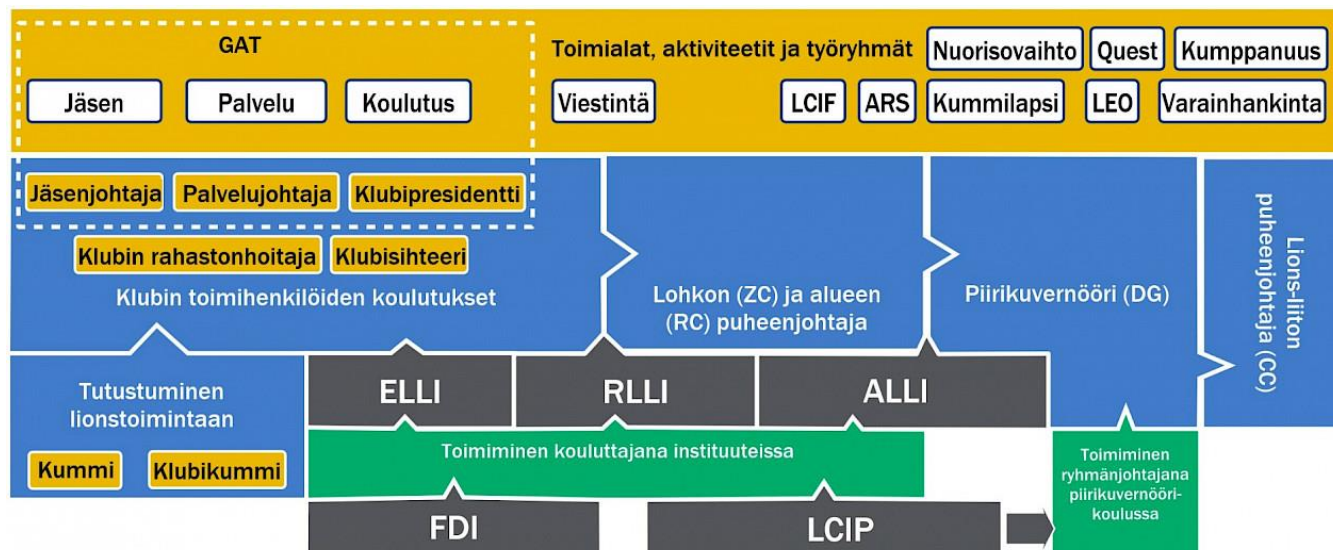 GAT
Toimialat, aktiviteetit ja työryhmät
Nuorisovaihto
Quest
Kumppanuus
Jäsen
Palvelu
Koulutus
Viestintä
LCIF
ARS
Kummilapsi
LEO
Varainhankinta
Jäsenjohtaja
Palvelujohtaja
Klubipresidentti
Klubin rahastonhoitaja
Klubisihteeri
Klubin toimihenkilöiden koulutukset
Lohkon (ZC) ja alueen
(RC) puheenjohtaja
Piirikuvernööri (DG)
Lions-liiton
puheenjohtaja (CC)
Tutustuminen
lionstoimintaan
Kummi
Klubikummi
ELLI
RLLI
ALLI
Toimiminen kouluttajana instituuteissa
Toimiminen
ryhmänjohtajana
piirikuvernööri-
koulussa
FDI
LCIP